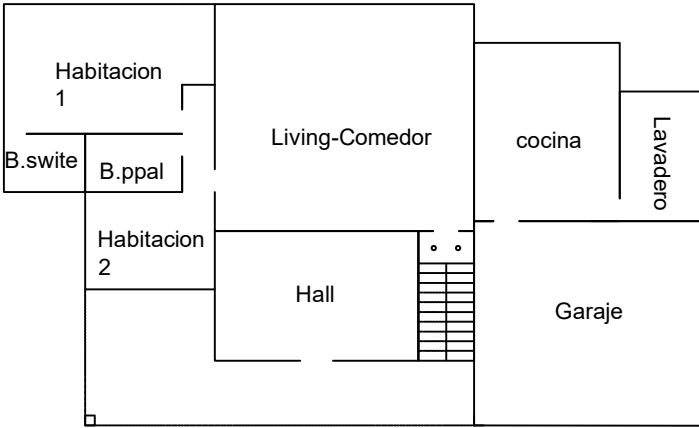 Habitacion
1
Living-Comedor
cocina
Lavadero
B.swite
B.ppal
Habitacion
2
Hall
Garaje